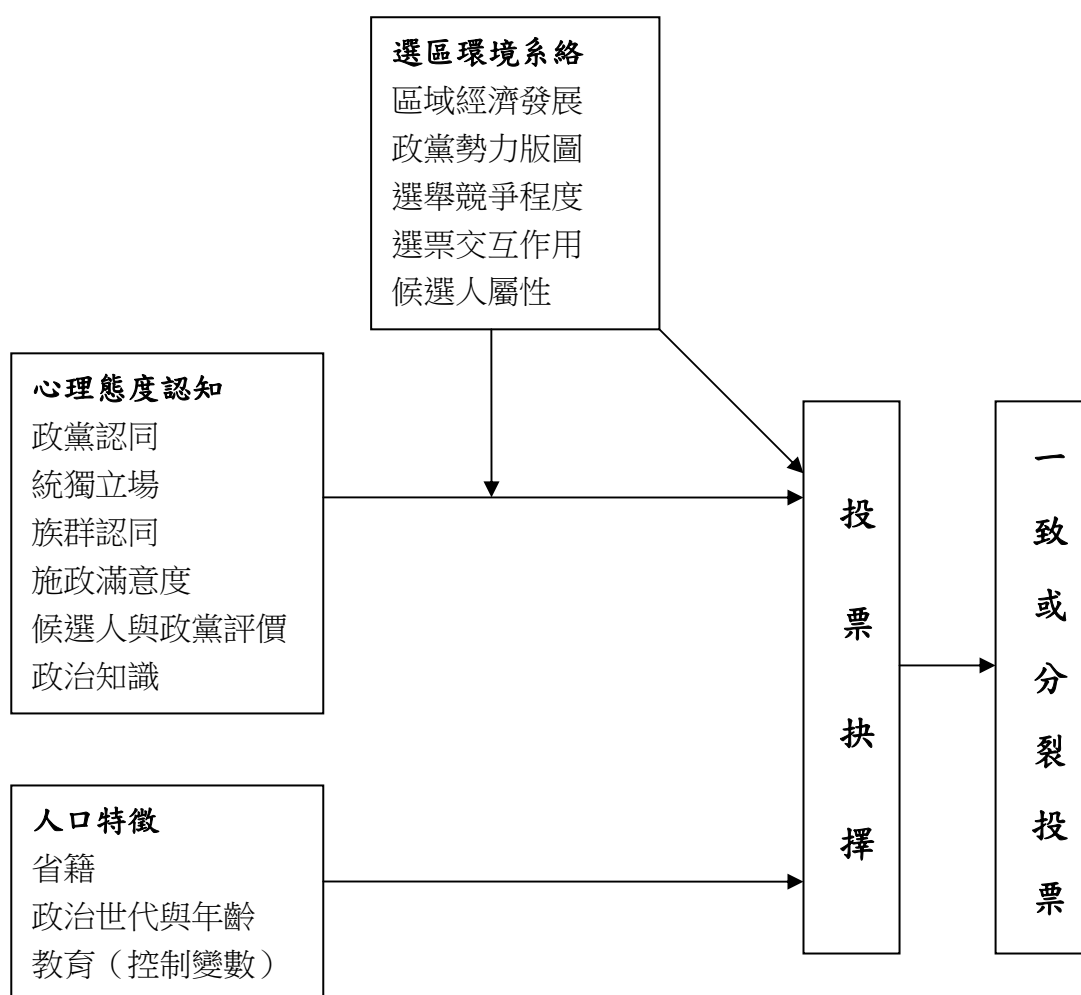 選區環境系絡
區域經濟發展
政黨勢力版圖
選舉競爭程度
選票交互作用
候選人屬性
心理態度認知
政黨認同
統獨立場
族群認同
施政滿意度
候選人與政黨評價
政治知識
人口特徵
省籍
政治世代與年齡
教育（控制變數）
投票抉擇
一致或分裂投票